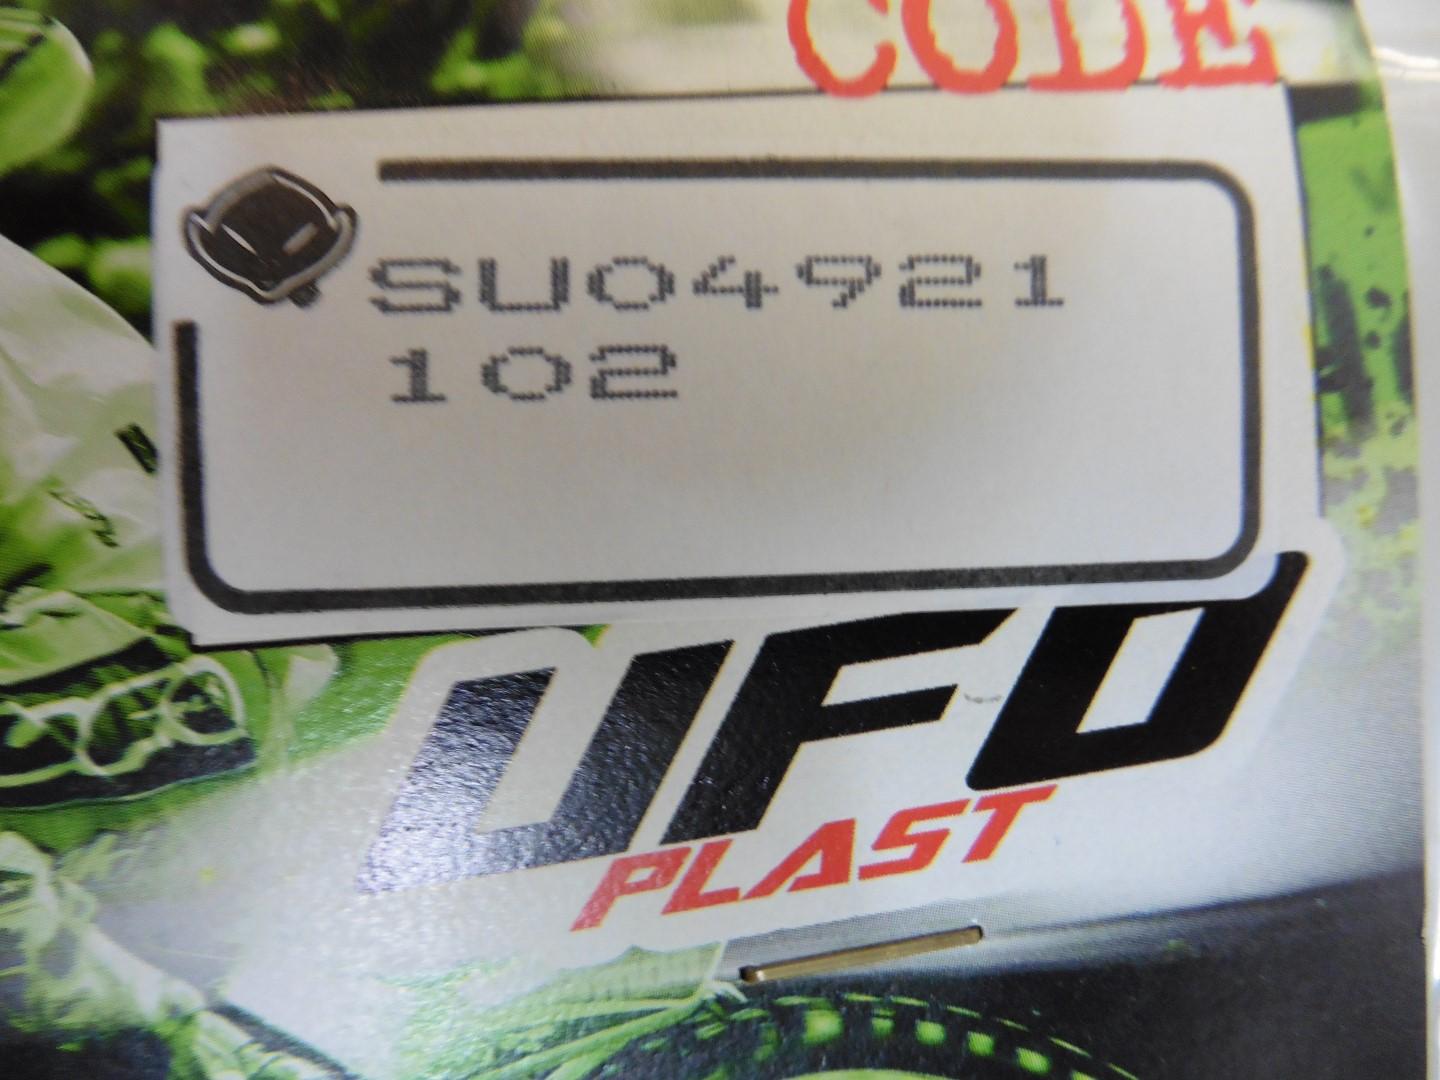 CODE
SU04921
102
UFO
PLAST